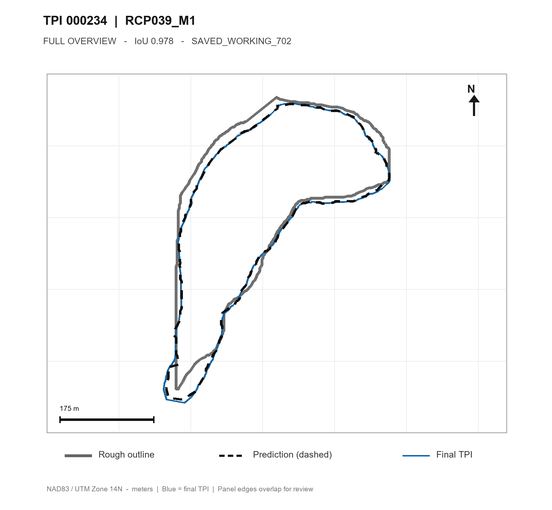 TPI 000234 | RCP039_M1
FULL OVERVIEW - IoU 0.978 - SAVED_WORKING_702
N
175 m
Rough outline
Prediction (dashed)
Final TPI
NAD83 / UTM Zone 14N - meters | Blue = final TPI | Panel edges overlap for review